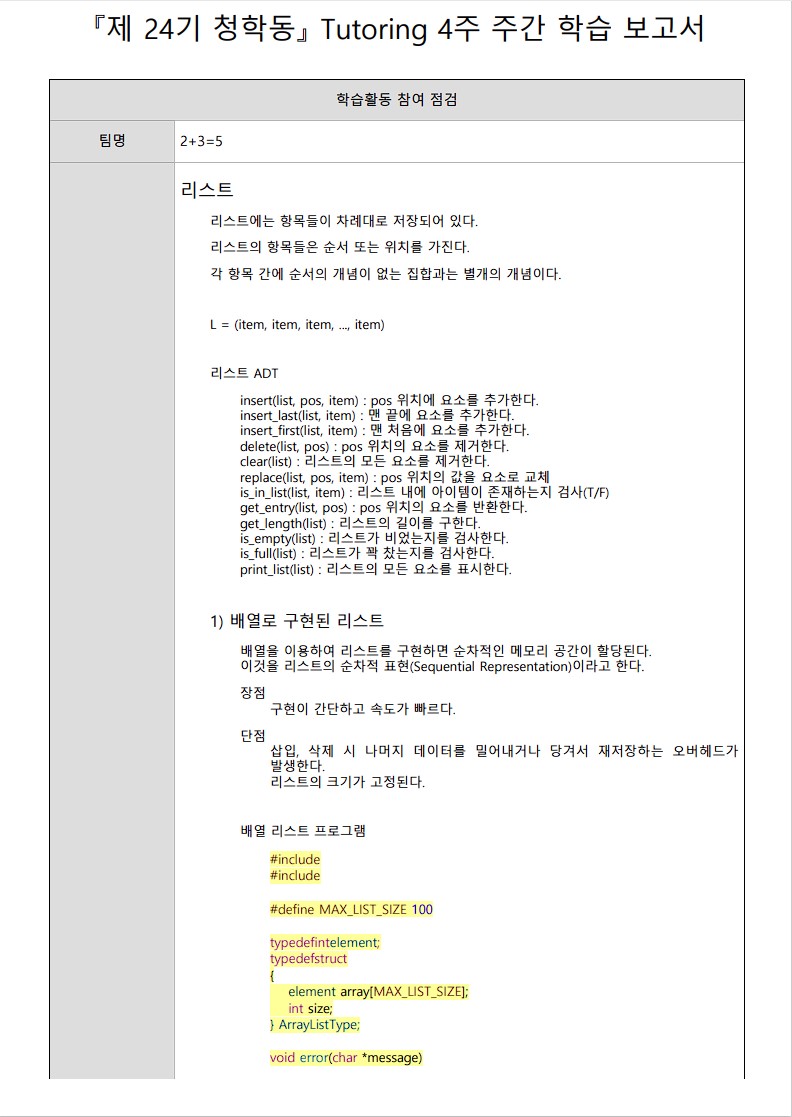 『제 24기 청학동』 Tutoring 4주 주간 학습 보고서
학습활동 참여 점검
팀명
2+3=5
리스트
리스트에는 항목들이 차례대로 저장되어 있다.
리스트의 항목들은 순서 또는 위치를 가진다.
각 항목 간에 순서의 개념이 없는 집합과는 별개의 개념이다.
L = (item, item, item, ..., item)
리스트 ADT
insert(list, pos, item) : pos 위치에 요소를 추가한다.
insert_last(list, item) : 맨 끝에 요소를 추가한다.
insert_first(list, item) : 맨 처음에 요소를 추가한다.
delete(list, pos) : pos 위치의 요소를 제거한다.
clear(list) : 리스트의 모든 요소를 제거한다.
replace(list, pos, item) : pos 위치의 값을 요소로 교체
is_in_list(list, item) : 리스트 내에 아이템이 존재하는지 검사(T/F)
get_entry(list, pos) : pos 위치의 요소를 반환한다.
get_length(list) : 리스트의 길이를 구한다.
is_empty(list) : 리스트가 비었는지를 검사한다.
is_full(list) : 리스트가 꽉 찼는지를 검사한다.
print_list(list) : 리스트의 모든 요소를 표시한다.
1) 배열로 구현된 리스트
배열을 이용하여 리스트를 구현하면 순차적인 메모리 공간이 할당된다.
이것을 리스트의 순차적 표현(Sequential Representation)이라고 한다.
장점
구현이 간단하고 속도가 빠르다.
단점
삽입, 삭제 시 나머지 데이터를 밀어내거나 당겨서 재저장하는 오버헤드가
발생한다.
리스트의 크기가 고정된다.
배열 리스트 프로그램
#include
#include
#define MAX_LIST_SIZE 100
typedefintelement;
typedefstruct
{
element array[MAX_LIST_SIZE];
int size;
} ArrayListType;
void error(char *message)